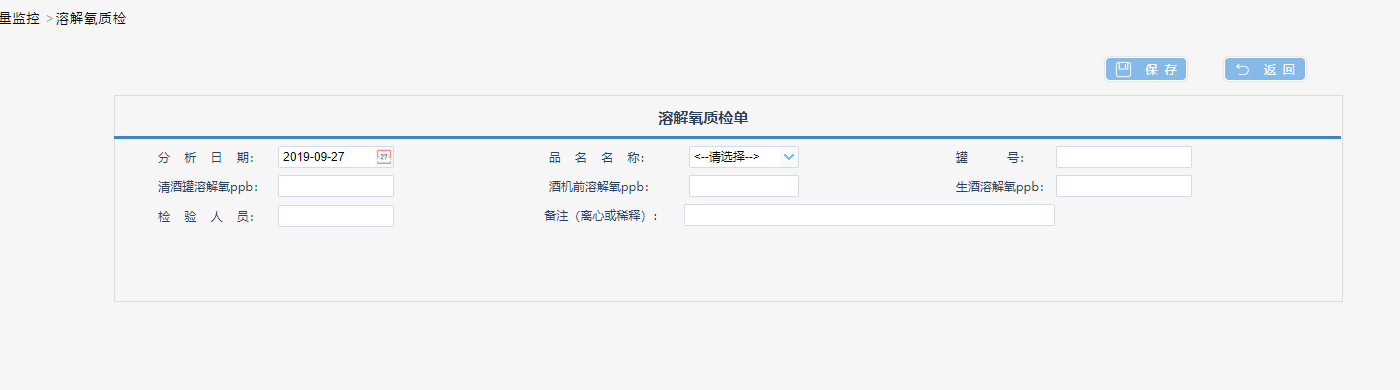 量监控 >溶解氧质检
保 存 返 回
溶解氧质检单
分 析 日 期： 2019-09-27 品 名 名 称： <--请选择--> 罐 号：
清酒罐溶解氧ppb： 酒机前溶解氧ppb： 生酒溶解氧ppb：
检 验 人 员： 备注（离心或稀释）：